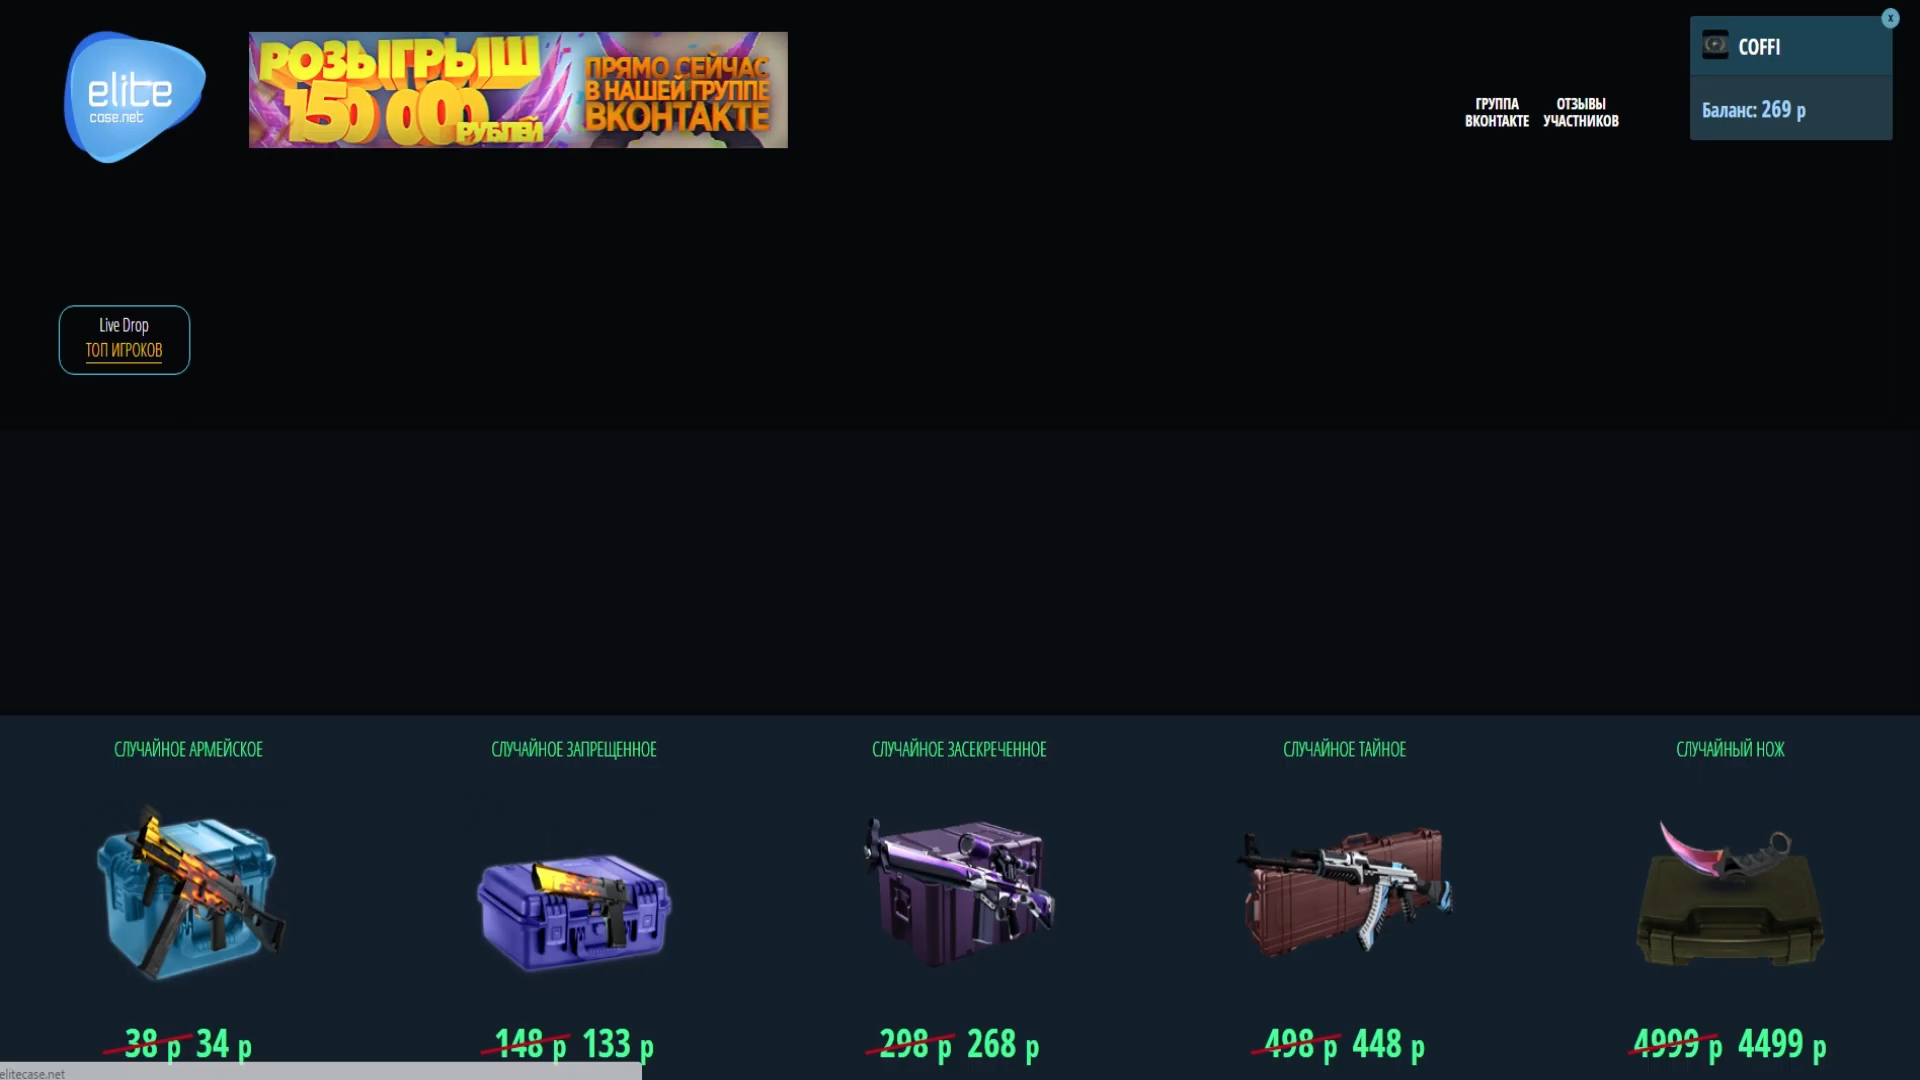 elite
case.net
РОЗЫГРЫШ
150 000
РУБЛЕЙ
ПРЯМО СЕЙЧАС
В НАШЕЙ ГРУППЕ
ВКОНТАКТЕ
ГРУППА
ВКОНТАКТЕ
ОТЗЫВЫ
УЧАСТНИКОВ
x
COFFI
Баланс: 269 р
Live Drop
ТОП ИГРОКОВ
СЛУЧАЙНОЕ АРМЕЙСКОЕ
СЛУЧАЙНОЕ ЗАПРЕЩЕННОЕ
СЛУЧАЙНОЕ ЗАСЕКРЕЧЕННОЕ
СЛУЧАЙНОЕ ТАЙНОЕ
СЛУЧАЙНЫЙ НОЖ
38 р 34 р
148 р 133 р
298 р 268 р
498 р 448 р
4999 р 4499 р
elitecase.net